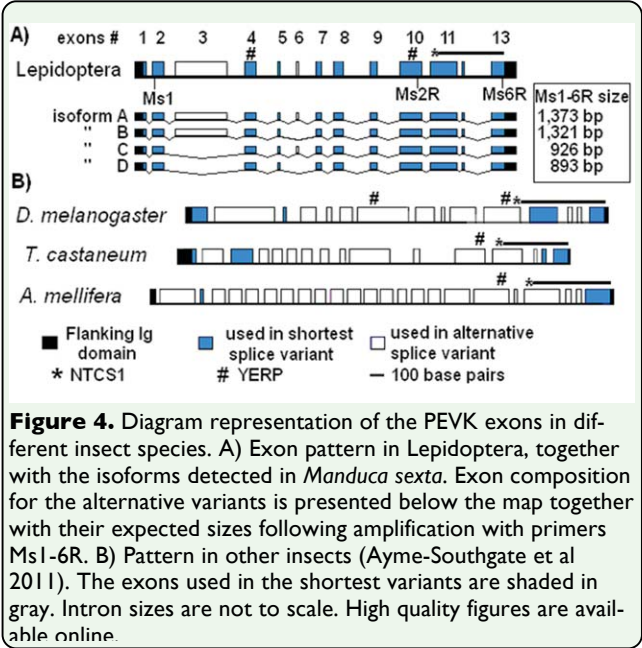 A) exons # 1 2 3 4 5 6 7 8 9 10 11 13
# # *
Lepidoptera
Ms1 Ms2R Ms6R
Ms1-6R size
isoform A 1,373 bp
" B 1,321 bp
" C 926 bp
" D 893 bp
B)
# # *
D. melanogaster
# *
T. castaneum
# *
A. mellifera
Flanking Ig domain
used in shortest splice variant
used in alternative splice variant
* NTCS1
# YERP
— 100 base pairs
Figure 4. Diagram representation of the PEVK exons in dif-
ferent insect species. A) Exon pattern in Lepidoptera, together
with the isoforms detected in Manduca sexta. Exon composition
for the alternative variants is presented below the map together
with their expected sizes following amplification with primers
Ms1-6R. B) Pattern in other insects (Ayme-Southgate et al
2011). The exons used in the shortest variants are shaded in
gray. Intron sizes are not to scale. High quality figures are avail-
able online.